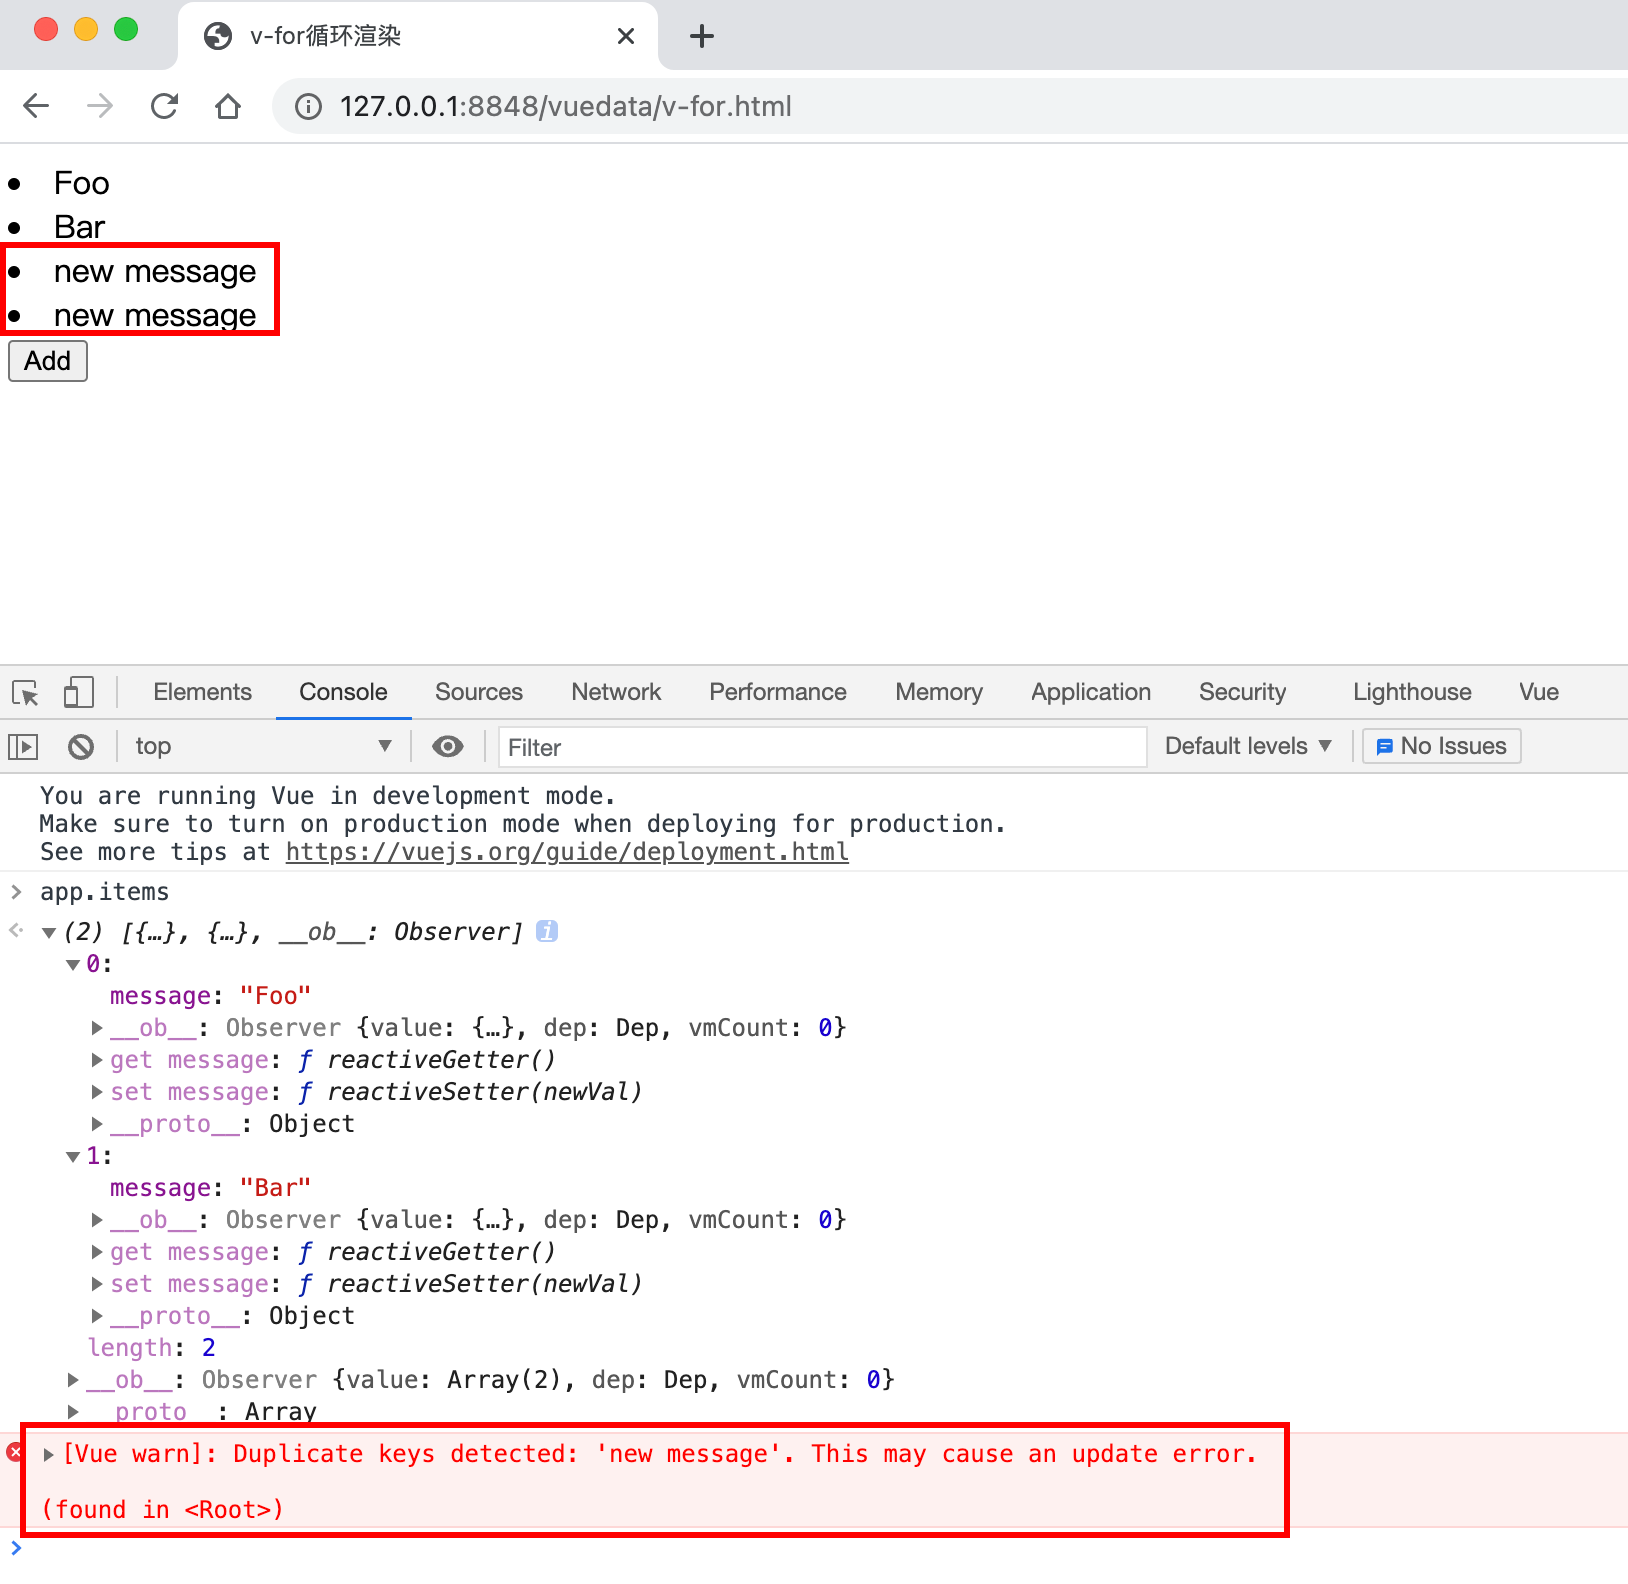 v-for循环渲染
127.0.0.1:8848/vuedata/v-for.html
Foo
Bar
new message
new message
Add
Elements Console Sources Network Performance Memory Application Security Lighthouse Vue
top Filter Default levels No Issues
You are running Vue in development mode.
Make sure to turn on production mode when deploying for production.
See more tips at https://vuejs.org/guide/deployment.html
app.items
(2) [{…}, {…}, __ob__: Observer] i
0:
message: "Foo"
__ob__: Observer {value: {…}, dep: Dep, vmCount: 0}
get message: ƒ reactiveGetter()
set message: ƒ reactiveSetter(newVal)
__proto__: Object
1:
message: "Bar"
__ob__: Observer {value: {…}, dep: Dep, vmCount: 0}
get message: ƒ reactiveGetter()
set message: ƒ reactiveSetter(newVal)
__proto__: Object
length: 2
__ob__: Observer {value: Array(2), dep: Dep, vmCount: 0}
__proto__: Array
[Vue warn]: Duplicate keys detected: 'new message'. This may cause an update error.
(found in <Root>)